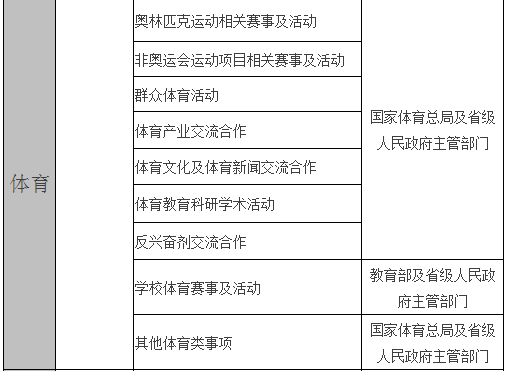 体育
奥林匹克运动相关赛事及活动
非奥运会运动项目相关赛事及活动
群众体育活动
体育产业交流合作
体育文化及体育新闻交流合作
体育教育科研学术活动
反兴奋剂交流合作
国家体育总局及省级
人民政府主管部门
学校体育赛事及活动
教育部及省级人民政
府主管部门
其他体育类事项
国家体育总局及省级
人民政府主管部门